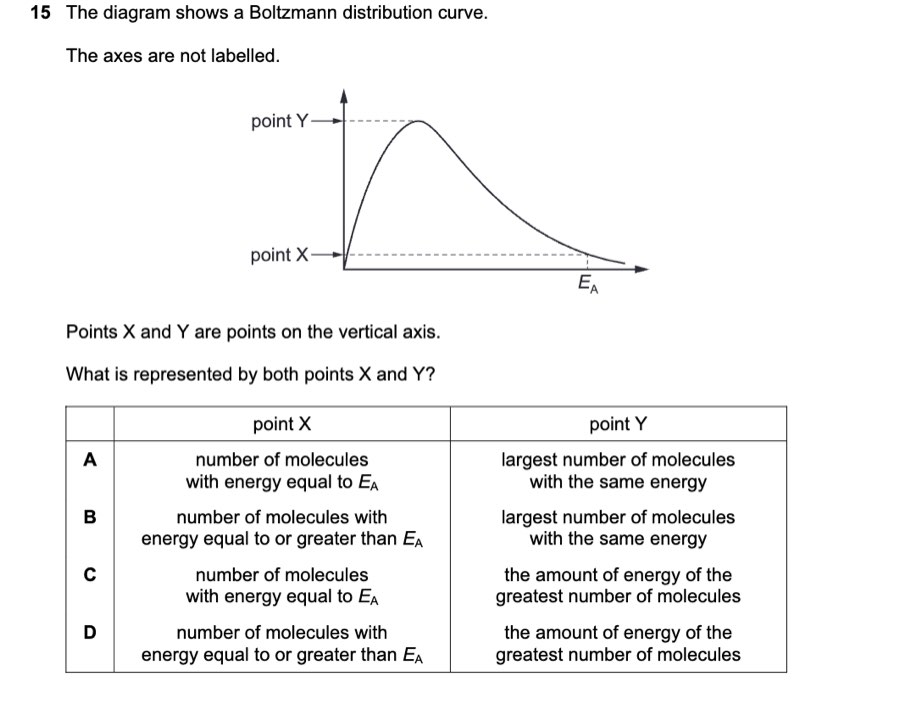 15 The diagram shows a Boltzmann distribution curve.
The axes are not labelled.
point Y
point X
EA
Points X and Y are points on the vertical axis.
What is represented by both points X and Y?
point X point Y
A number of molecules with energy equal to EA largest number of molecules with the same energy
B number of molecules with energy equal to or greater than EA largest number of molecules with the same energy
C number of molecules with energy equal to EA the amount of energy of the greatest number of molecules
D number of molecules with energy equal to or greater than EA the amount of energy of the greatest number of molecules